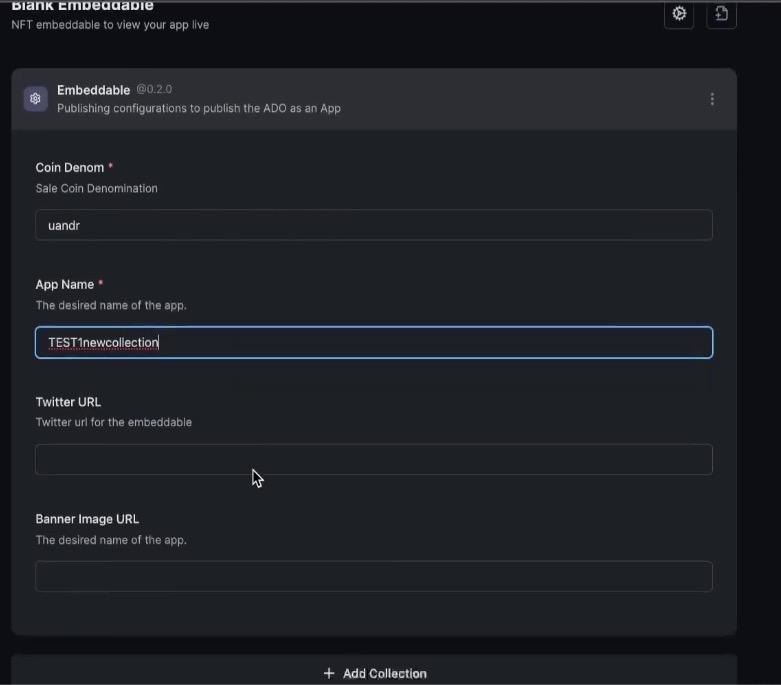 Blank Embeddable
NFT embeddable to view your app live
Embeddable @0.2.0
Publishing configurations to publish the ADO as an App
Coin Denom *
Sale Coin Denomination
uandr
App Name *
The desired name of the app.
TEST1newcollection
Twitter URL
Twitter url for the embeddable
Banner Image URL
The desired name of the app.
+ Add Collection